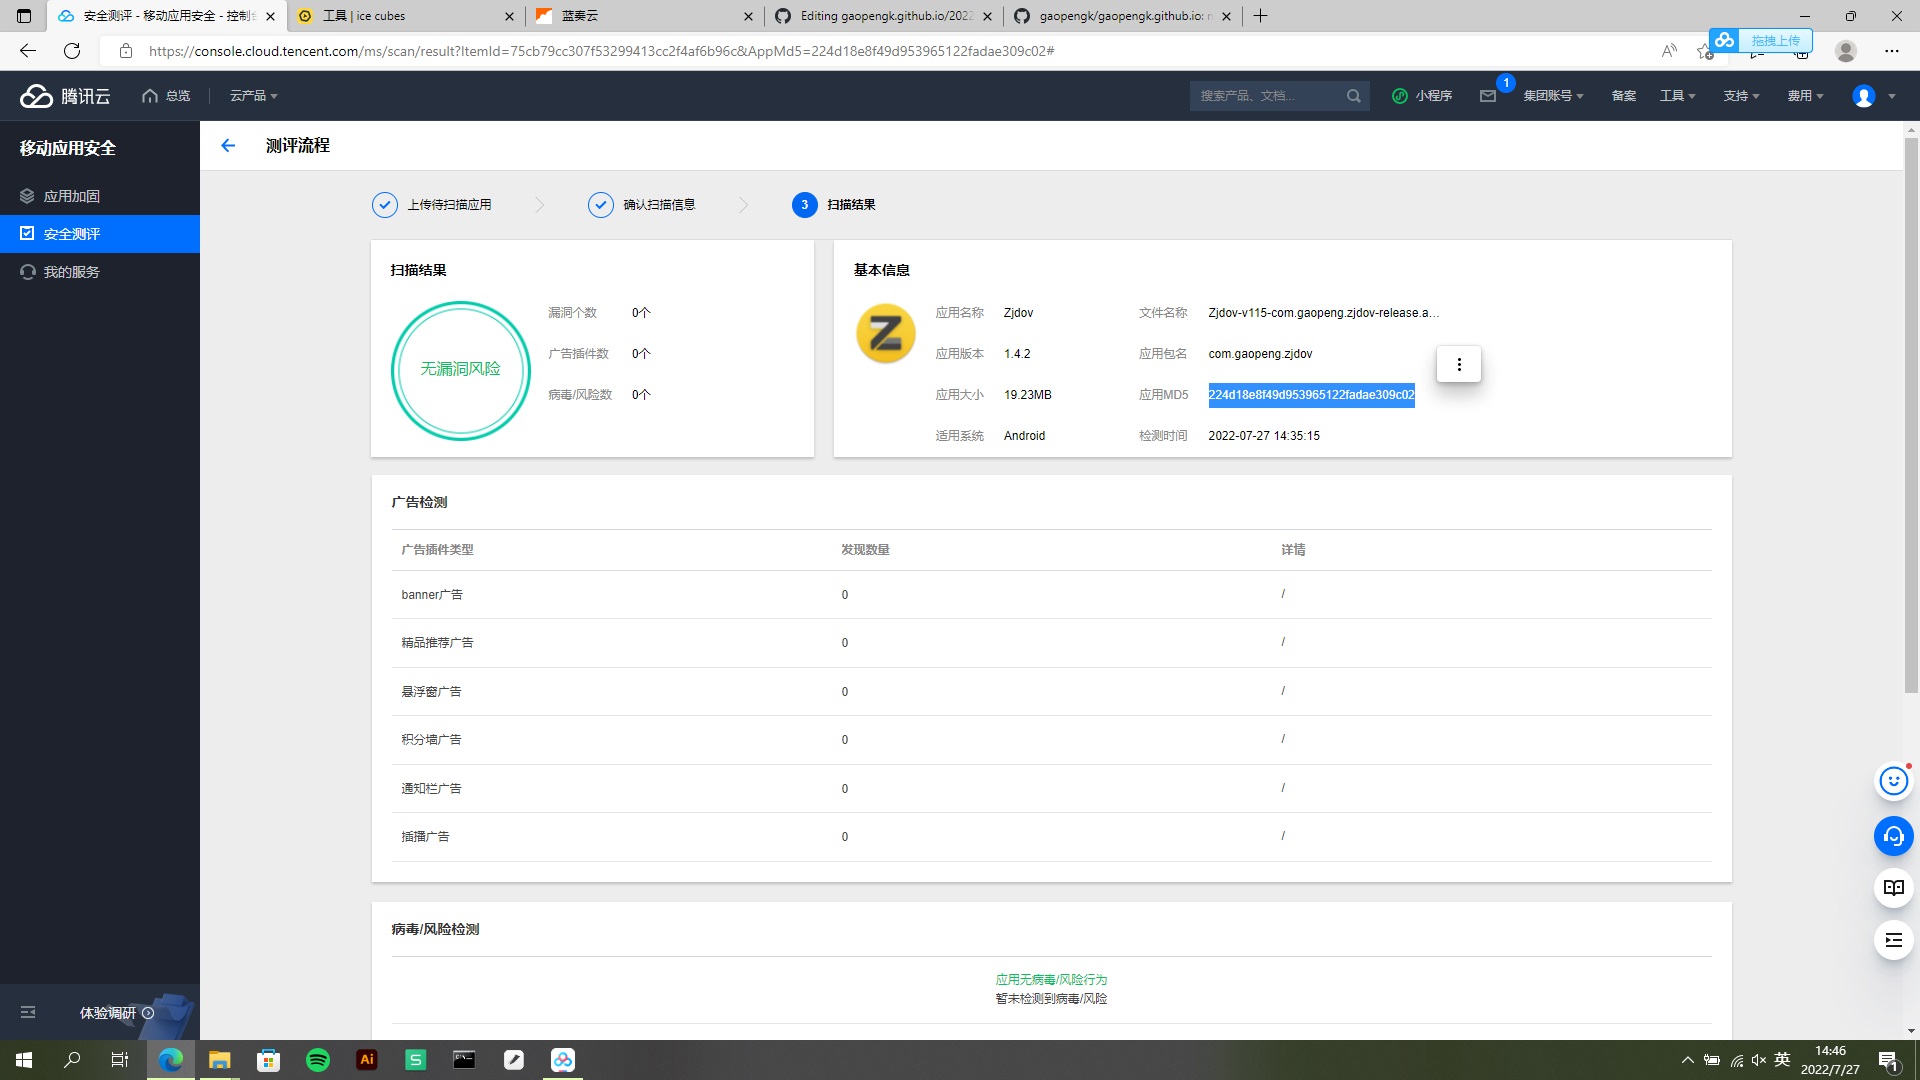 安全测评 - 移动应用安全 - 控制台
工具 | ice cubes
蓝奏云
Editing gaopengk.github.io/2022
gaopengk/gaopengk.github.io: n
https://console.cloud.tencent.com/ms/scan/result?ItemId=75cb79cc307f53299413cc2f4af6b96c&AppMd5=224d18e8f49d953965122fadae309c02#
拖拽上传
腾讯云
总览
云产品
搜索产品、文档...
小程序
1
集团账号
备案
工具
支持
费用
移动应用安全
应用加固
安全测评
我的服务
体验调研
测评流程
上传待扫描应用
确认扫描信息
3 扫描结果
扫描结果
无漏洞风险
漏洞个数 0个
广告插件数 0个
病毒/风险数 0个
基本信息
Z
应用名称 Zjdov 文件名称 Zjdov-v115-com.gaopeng.zjdov-release.a...
应用版本 1.4.2 应用包名 com.gaopeng.zjdov
应用大小 19.23MB 应用MD5 224d18e8f49d953965122fadae309c02
适用系统 Android 检测时间 2022-07-27 14:35:15
广告检测
广告插件类型 发现数量 详情
banner广告 0 /
精品推荐广告 0 /
悬浮窗广告 0 /
积分墙广告 0 /
通知栏广告 0 /
插播广告 0 /
病毒/风险检测
应用无病毒/风险行为
暂未检测到病毒/风险
Ai
S
英
14:46
2022/7/27
1